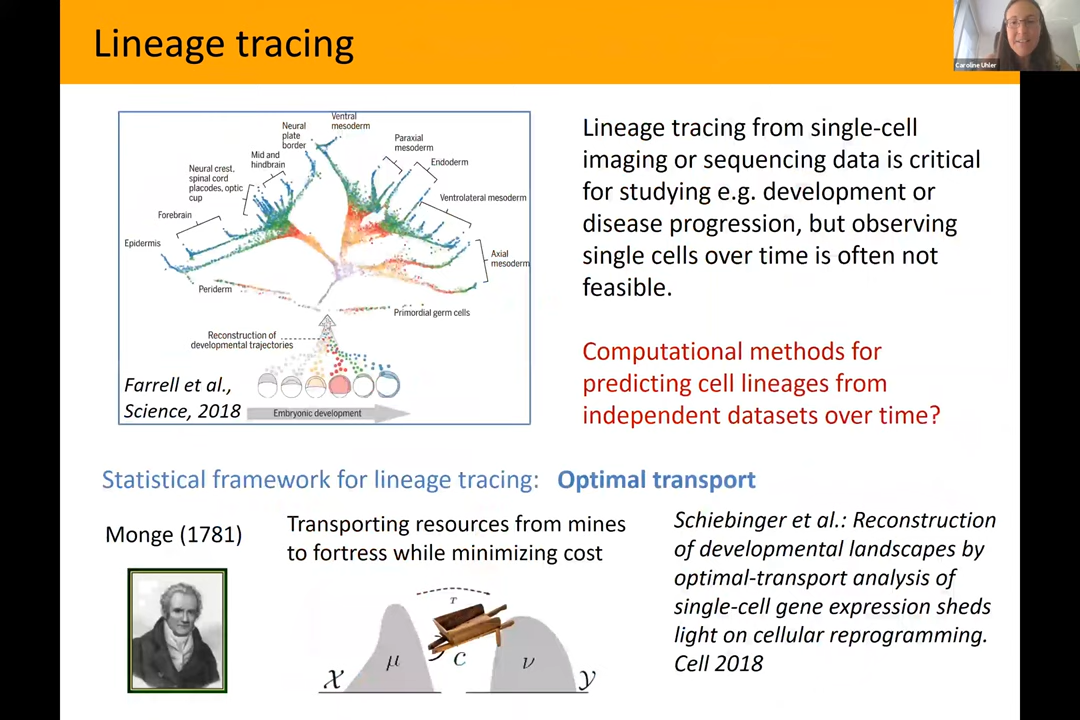 Lineage tracing
Caroline Uhler
Ventral
mesoderm
Neural
plate
border
Mid and
hindbrain
Paraxial
mesoderm
Endoderm
Neural crest,
spinal cord
placodes, optic
cup
Ventrolateral mesoderm
Forebrain
Epidermis
Axial
mesoderm
Periderm
Primordial germ cells
Reconstruction of
developmental trajectories
Farrell et al.,
Science, 2018
Embryonic development
Lineage tracing from single-cell
imaging or sequencing data is critical
for studying e.g. development or
disease progression, but observing
single cells over time is often not
feasible.
Computational methods for
predicting cell lineages from
independent datasets over time?
Statistical framework for lineage tracing: Optimal transport
Monge (1781)
Transporting resources from mines
to fortress while minimizing cost
T
μ
C
ν
X
y
Schiebinger et al.: Reconstruction
of developmental landscapes by
optimal-transport analysis of
single-cell gene expression sheds
light on cellular reprogramming.
Cell 2018